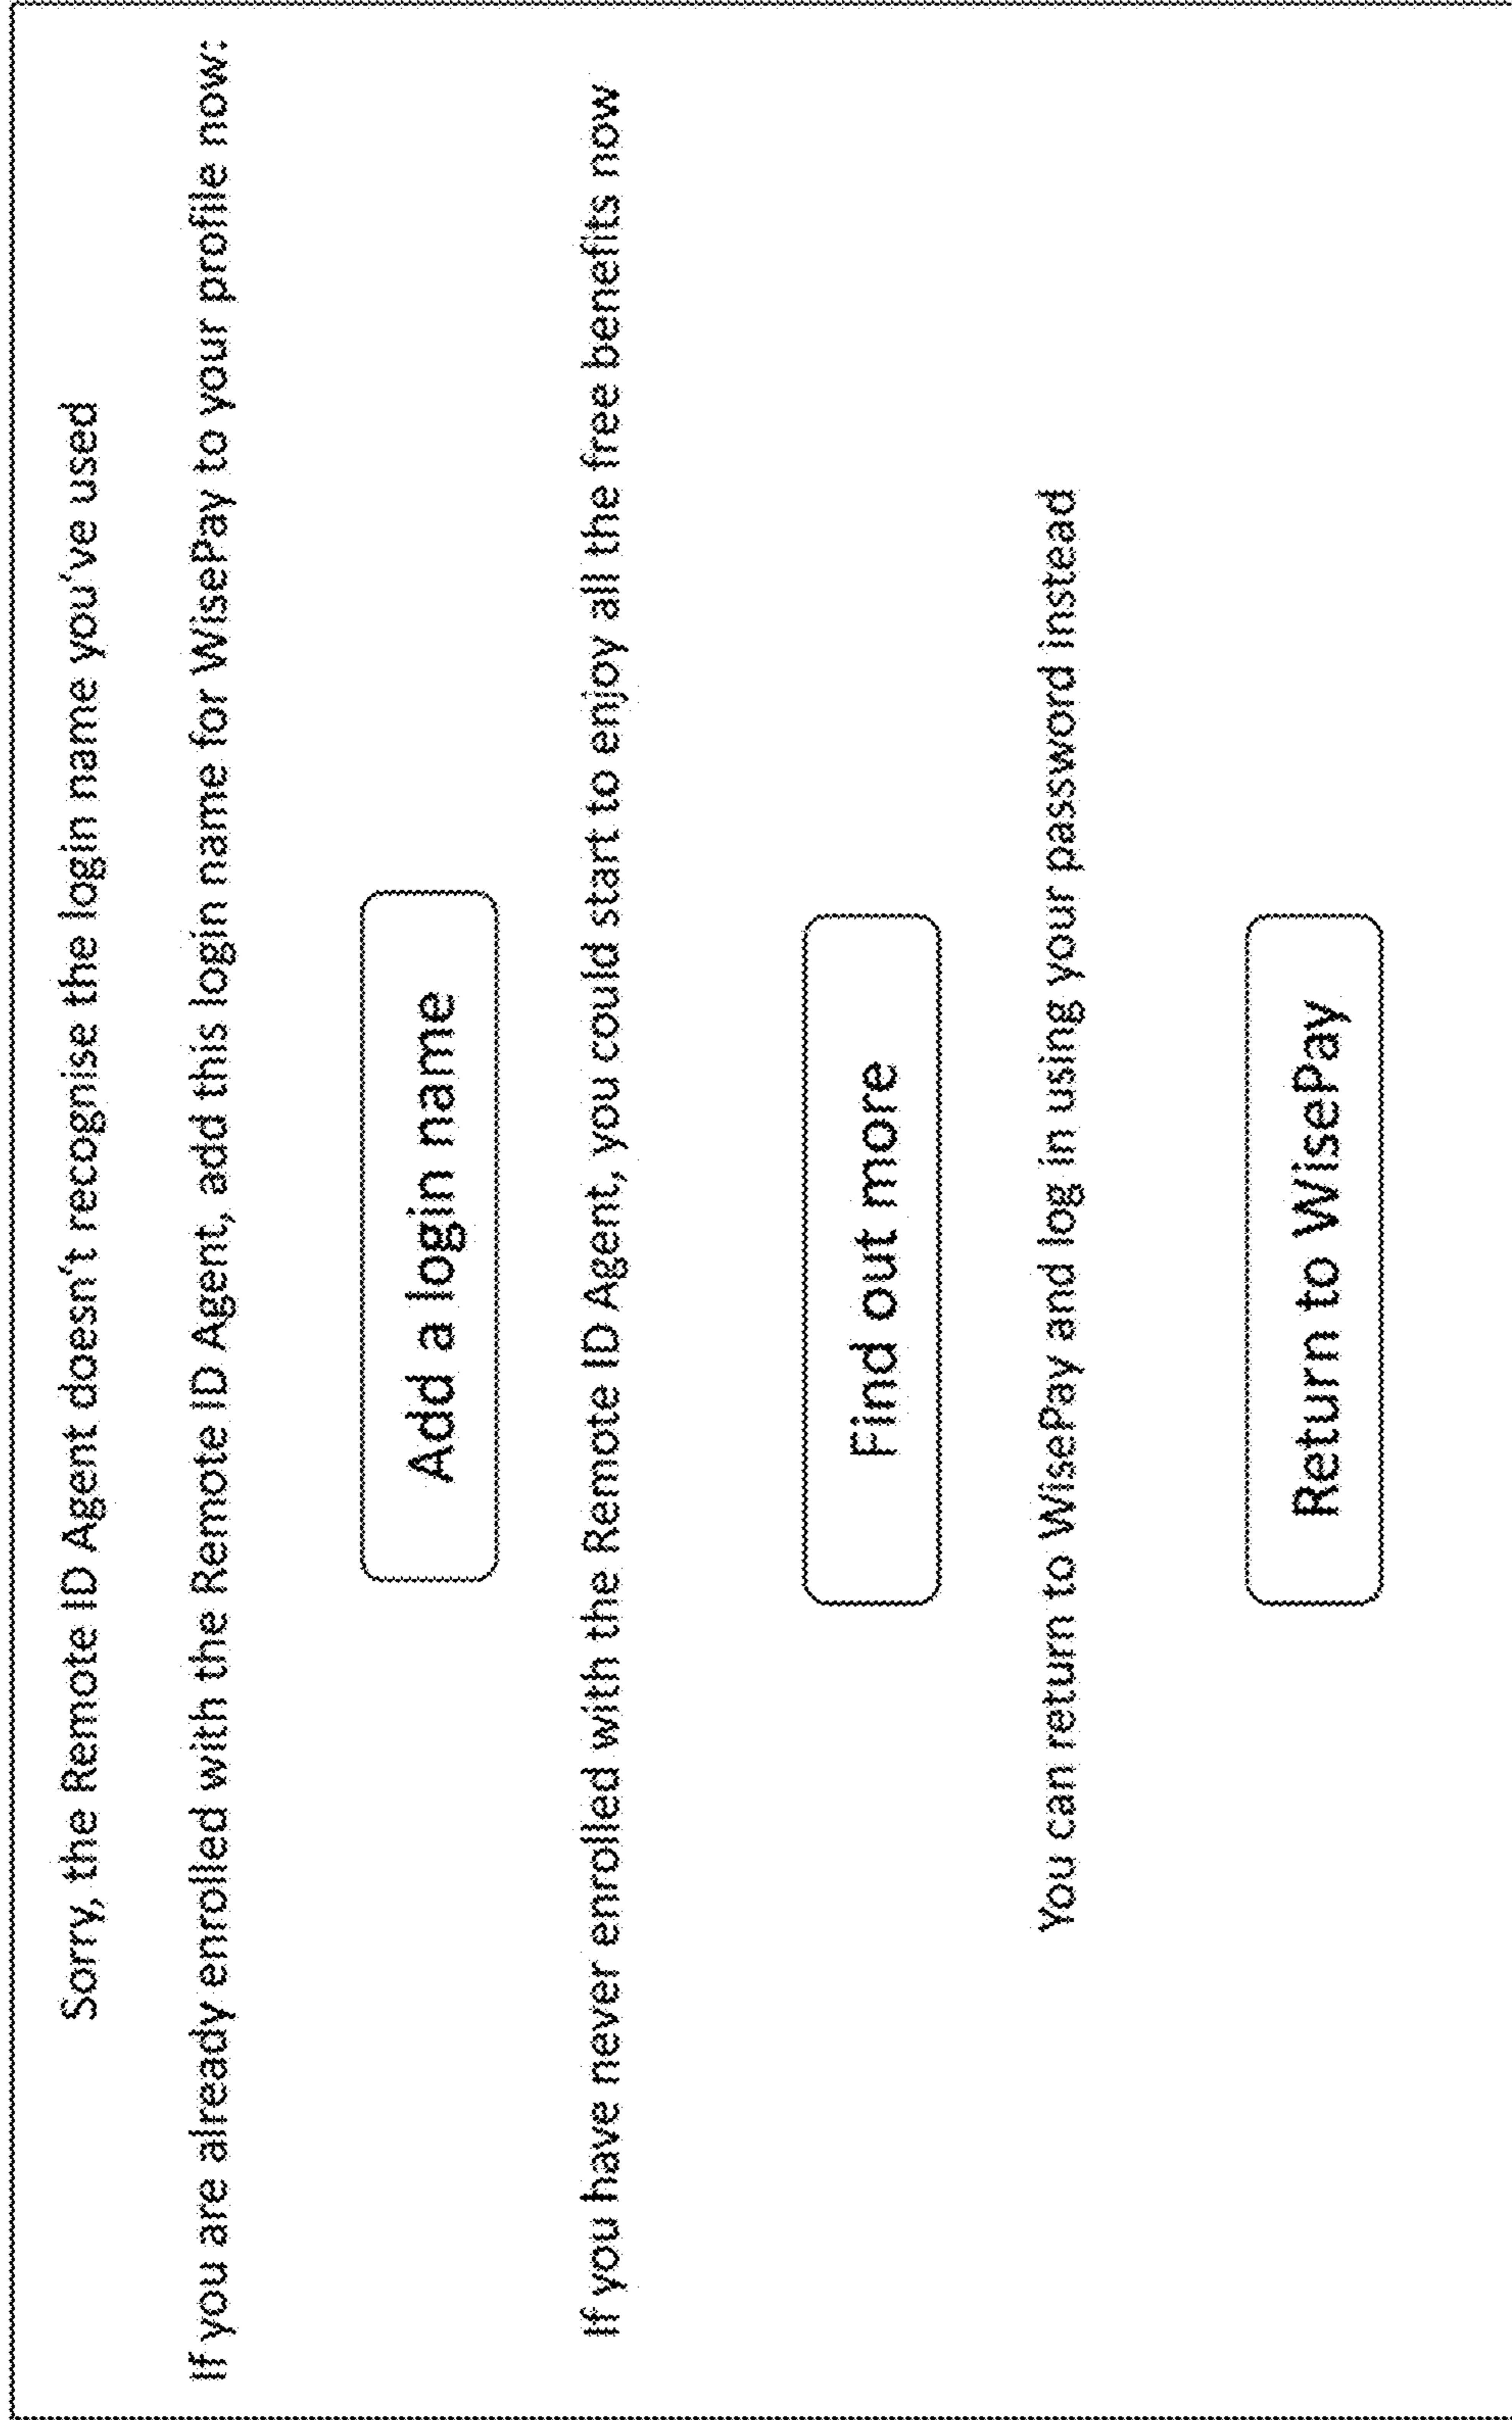 Sorry, the Remote ID Agent doesn't recognise the login name you've used
If you are already enrolled with the Remote ID Agent, add this login name for WisePay to your profile now:
Add a login name
If you have never enrolled with the Remote ID Agent, you could start to enjoy all the free benefits now
Find out more
You can return to WisePay and log in using your password instead
Return to WisePay